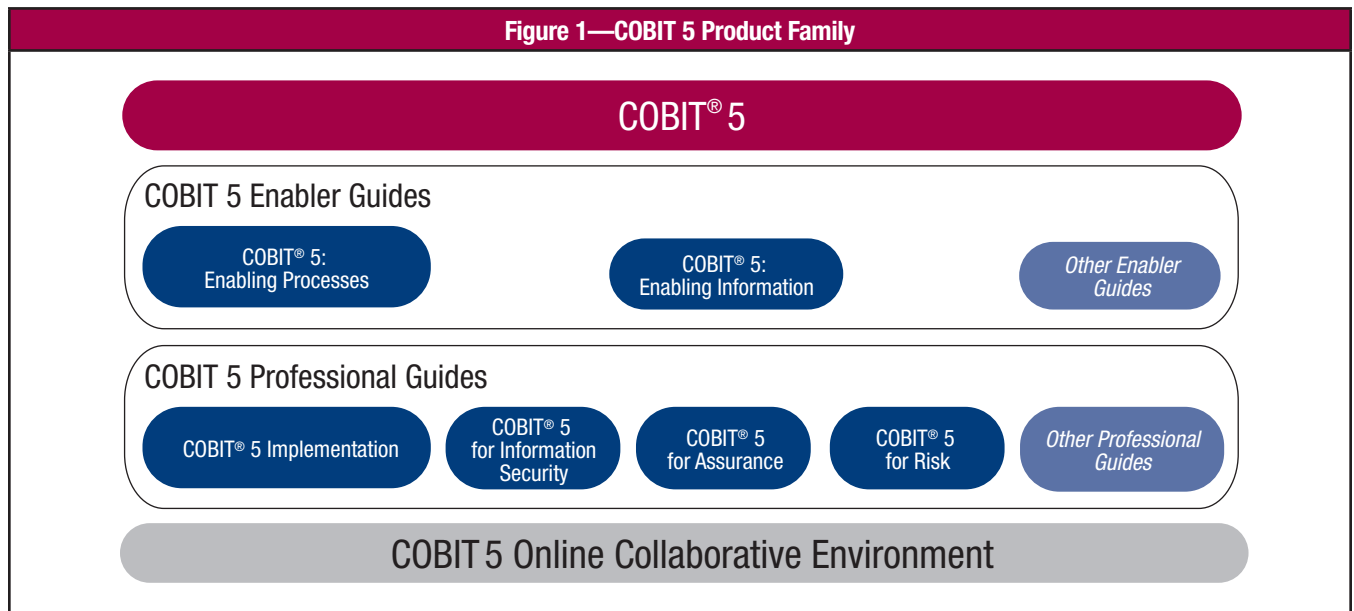 Figure 1—COBIT 5 Product Family
COBIT® 5
COBIT 5 Enabler Guides
COBIT® 5:
Enabling Processes
COBIT® 5:
Enabling Information
Other Enabler
Guides
COBIT 5 Professional Guides
COBIT® 5 Implementation
COBIT® 5
for Information
Security
COBIT® 5
for Assurance
COBIT® 5
for Risk
Other Professional
Guides
COBIT 5 Online Collaborative Environment